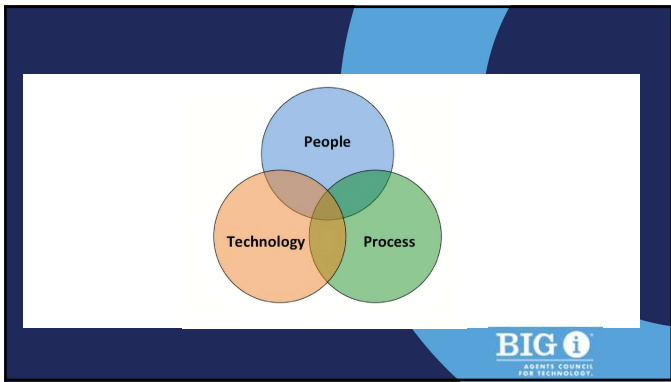 People
Technology
Process
BIG i
AGENTS COUNCIL
FOR TECHNOLOGY.